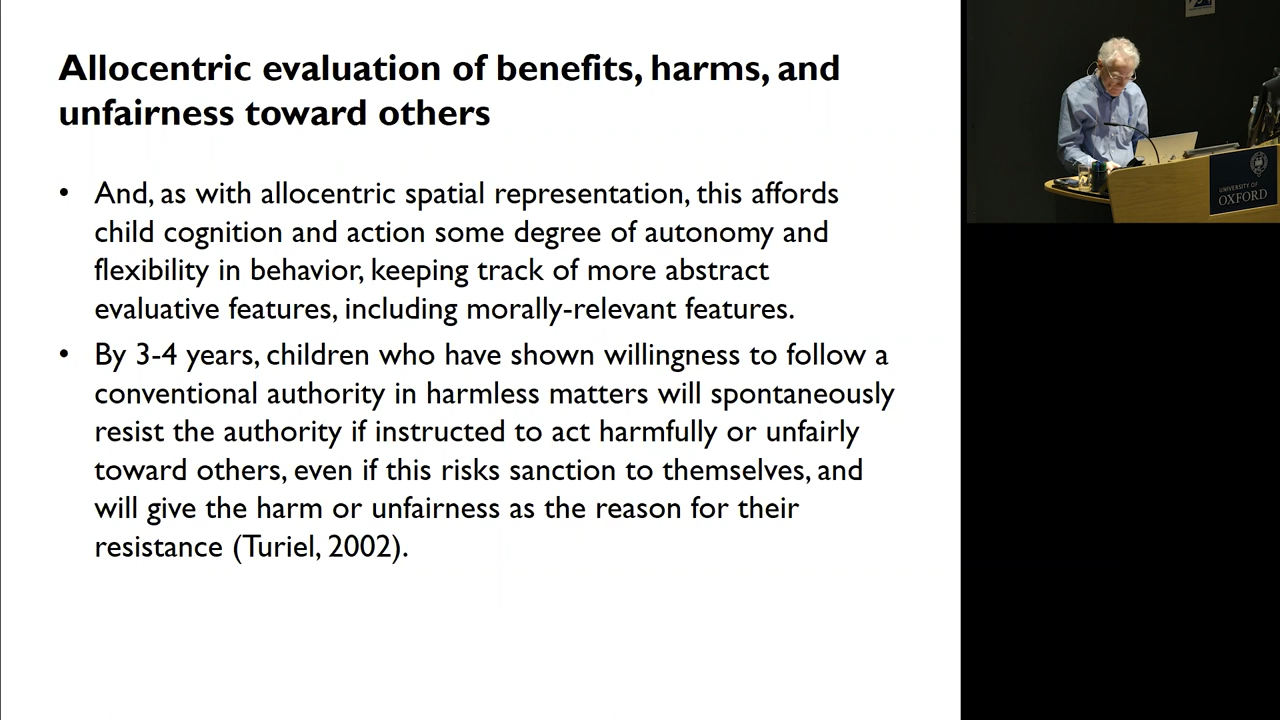 Allocentric evaluation of benefits, harms, and
unfairness toward others
• And, as with allocentric spatial representation, this affords
child cognition and action some degree of autonomy and
flexibility in behavior, keeping track of more abstract
evaluative features, including morally-relevant features.
• By 3-4 years, children who have shown willingness to follow a
conventional authority in harmless matters will spontaneously
resist the authority if instructed to act harmfully or unfairly
toward others, even if this risks sanction to themselves, and
will give the harm or unfairness as the reason for their
resistance (Turiel, 2002).
UNIVERSITY OF
OXFORD